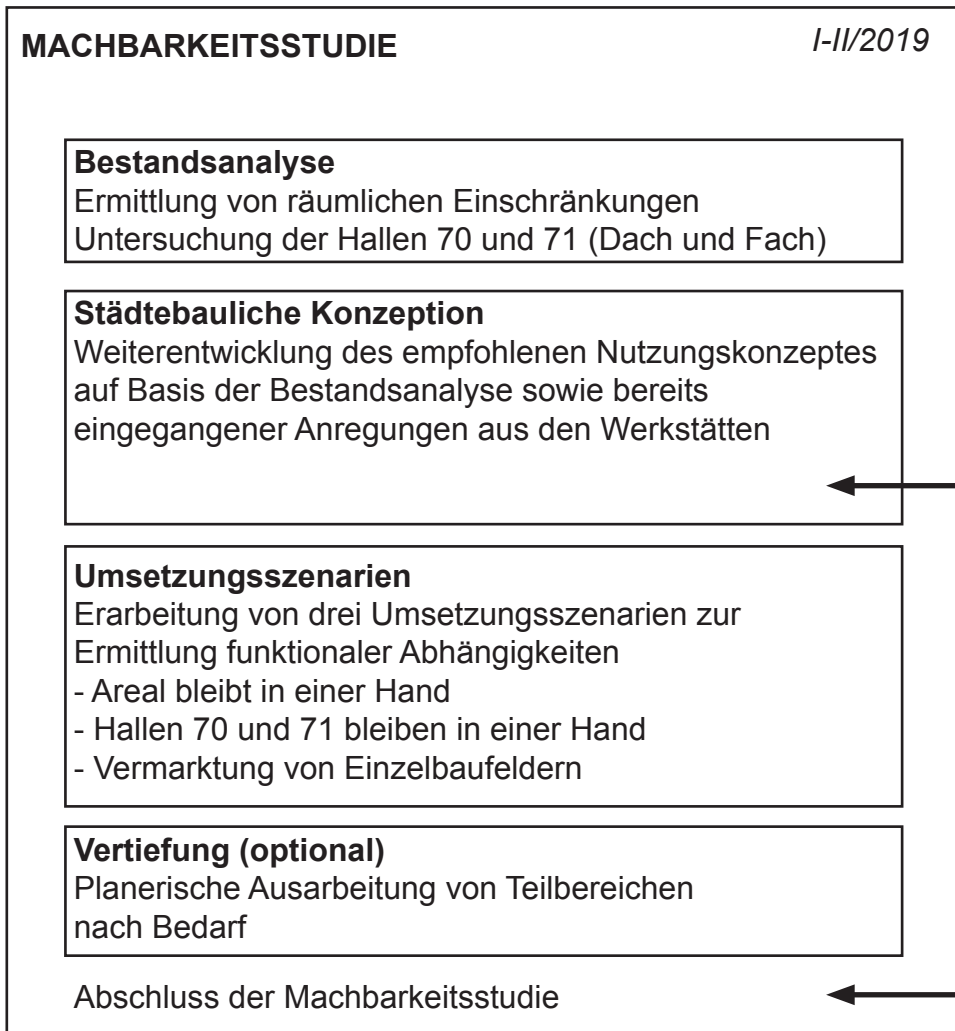 MACHBARKEITSSTUDIE I-II/2019
Bestandsanalyse
Ermittlung von räumlichen Einschränkungen
Untersuchung der Hallen 70 und 71 (Dach und Fach)
Städtebauliche Konzeption
Weiterentwicklung des empfohlenen Nutzungskonzeptes
auf Basis der Bestandsanalyse sowie bereits
eingegangener Anregungen aus den Werkstätten
Umsetzungsszenarien
Erarbeitung von drei Umsetzungsszenarien zur
Ermittlung funktionaler Abhängigkeiten
- Areal bleibt in einer Hand
- Hallen 70 und 71 bleiben in einer Hand
- Vermarktung von Einzelbaufeldern
Vertiefung (optional)
Planerische Ausarbeitung von Teilbereichen
nach Bedarf
Abschluss der Machbarkeitsstudie